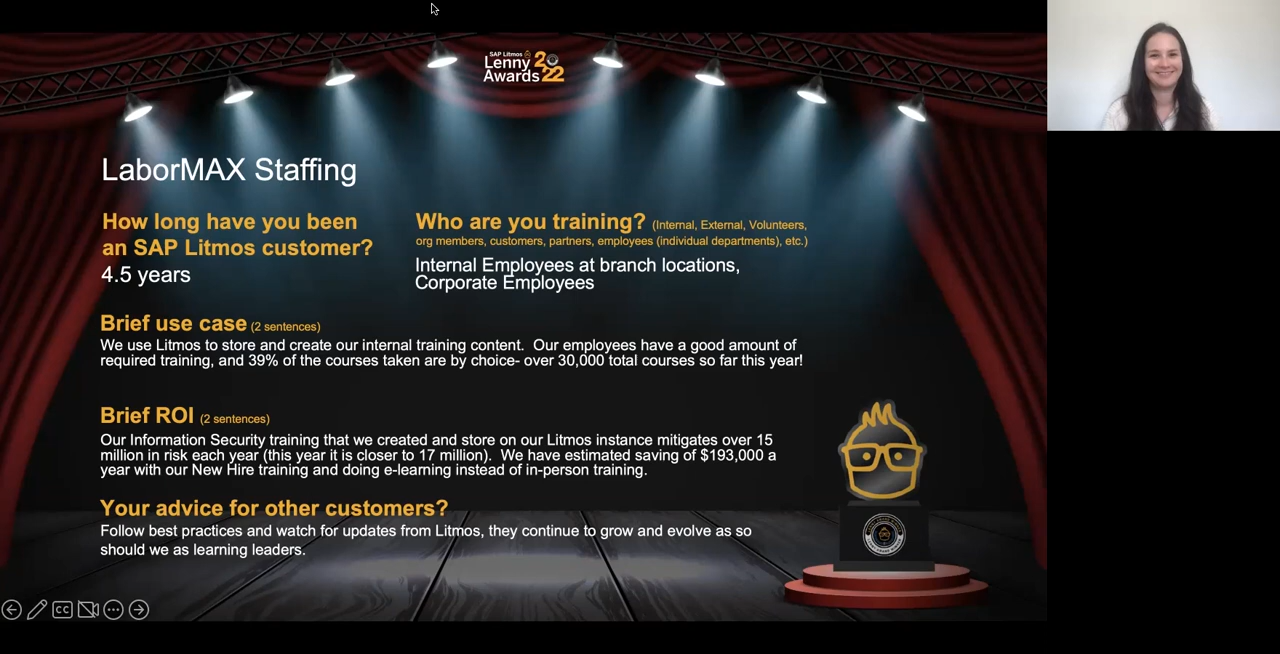 SAP Litmos
Lenny 2022
Awards
LaborMAX Staffing
How long have you been
an SAP Litmos customer?
4.5 years
Who are you training? (Internal, External, Volunteers,
org members, customers, partners, employees (individual departments), etc.)
Internal Employees at branch locations,
Corporate Employees
Brief use case (2 sentences)
We use Litmos to store and create our internal training content.  Our employees have a good amount of
required training, and 39% of the courses taken are by choice- over 30,000 total courses so far this year!
Brief ROI (2 sentences)
Our Information Security training that we created and store on our Litmos instance mitigates over 15
million in risk each year (this year it is closer to 17 million).  We have estimated saving of $193,000 a
year with our New Hire training and doing e-learning instead of in-person training.
Your advice for other customers?
Follow best practices and watch for updates from Litmos, they continue to grow and evolve as so
should we as learning leaders.
CC